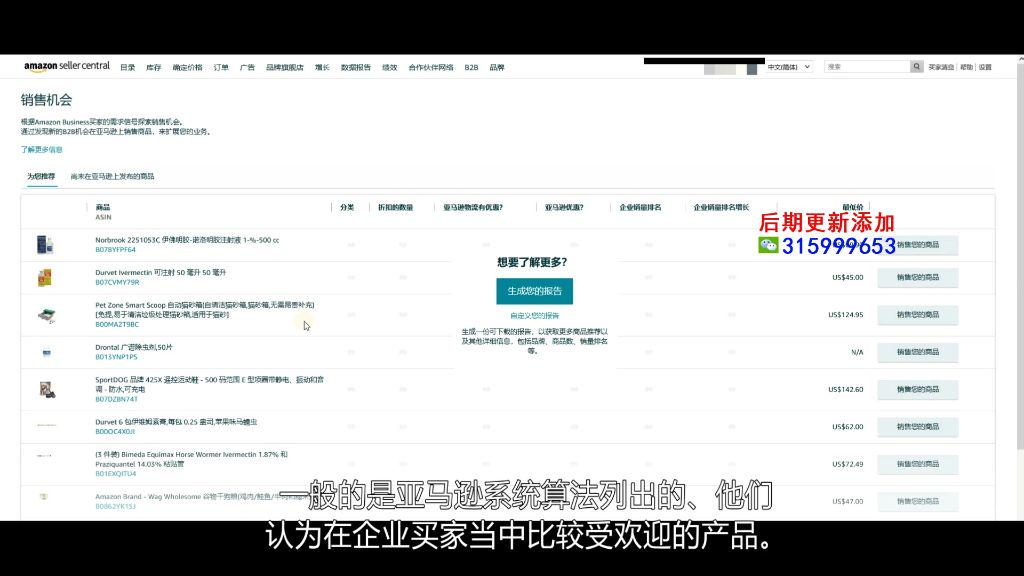 amazon seller central 目录 库存 确定价格 订单 广告 品牌旗舰店 增长 数据报告 绩效 合作伙伴网络 B2B 品牌 中文(简体) 搜索 买家消息 帮助 设置
销售机会
根据Amazon Business买家的需求信号探索销售机会。
通过发现新的B2B机会在亚马逊上销售商品，来扩展您的业务。
了解更多信息
为您推荐 尚未在亚马逊上发布的商品
商品 分类 折扣的数量 亚马逊物流有优惠? 亚马逊优惠? 企业销量排名 企业销量排名增长 最低价
ASIN
后期更新添加
315999653
Norbrook 2251053C 伊佛明胶-诺洛明胶注射液 1-%-500 cc 销售您的商品
B078YFPF64
想要了解更多?
生成您的报告
自定义您的报告
生成一份可下载的报告，以获取更多商品推荐以
及其他详细信息，包括品牌、商品数、销量排名
等。
Durvet Ivermectin 可注射 50 毫升 50 毫升 US$45.00 销售您的商品
B07CVMY79R
Pet Zone Smart Scoop 自动猫砂箱(自清洁猫砂箱,猫砂箱,无需昂贵补充)
[免提,易于清洁垃圾处理猫砂箱,适用于猫砂] US$124.95 销售您的商品
B00MA2T9BC
Drontal 广谱除虫剂,50片 N/A 销售您的商品
B013YNP1PS
SportDOG 品牌 425X 遥控运动鞋 - 500 码范围 E 型项圈带静电、振动和音
调 - 防水,可充电 US$142.60 销售您的商品
B07DZBN74T
Durvet 6 包伊维姆素膏,每包 0.25 盎司,苹果味马蠕虫 US$62.00 销售您的商品
B00OC4X0JI
(3 件装) Bimeda Equimax Horse Wormer Ivermectin 1.87% 和
Praziquantel 14.03% 粘贴管 US$72.49 销售您的商品
B01EXQITU4
Amazon Brand - Wag Wholesome 谷物干狗粮(鸡肉/鲑鱼/ US$47.00 销售您的商品
B0862YK1SJ
一般的是亚马逊系统算法列出的、他们
认为在企业买家当中比较受欢迎的产品。